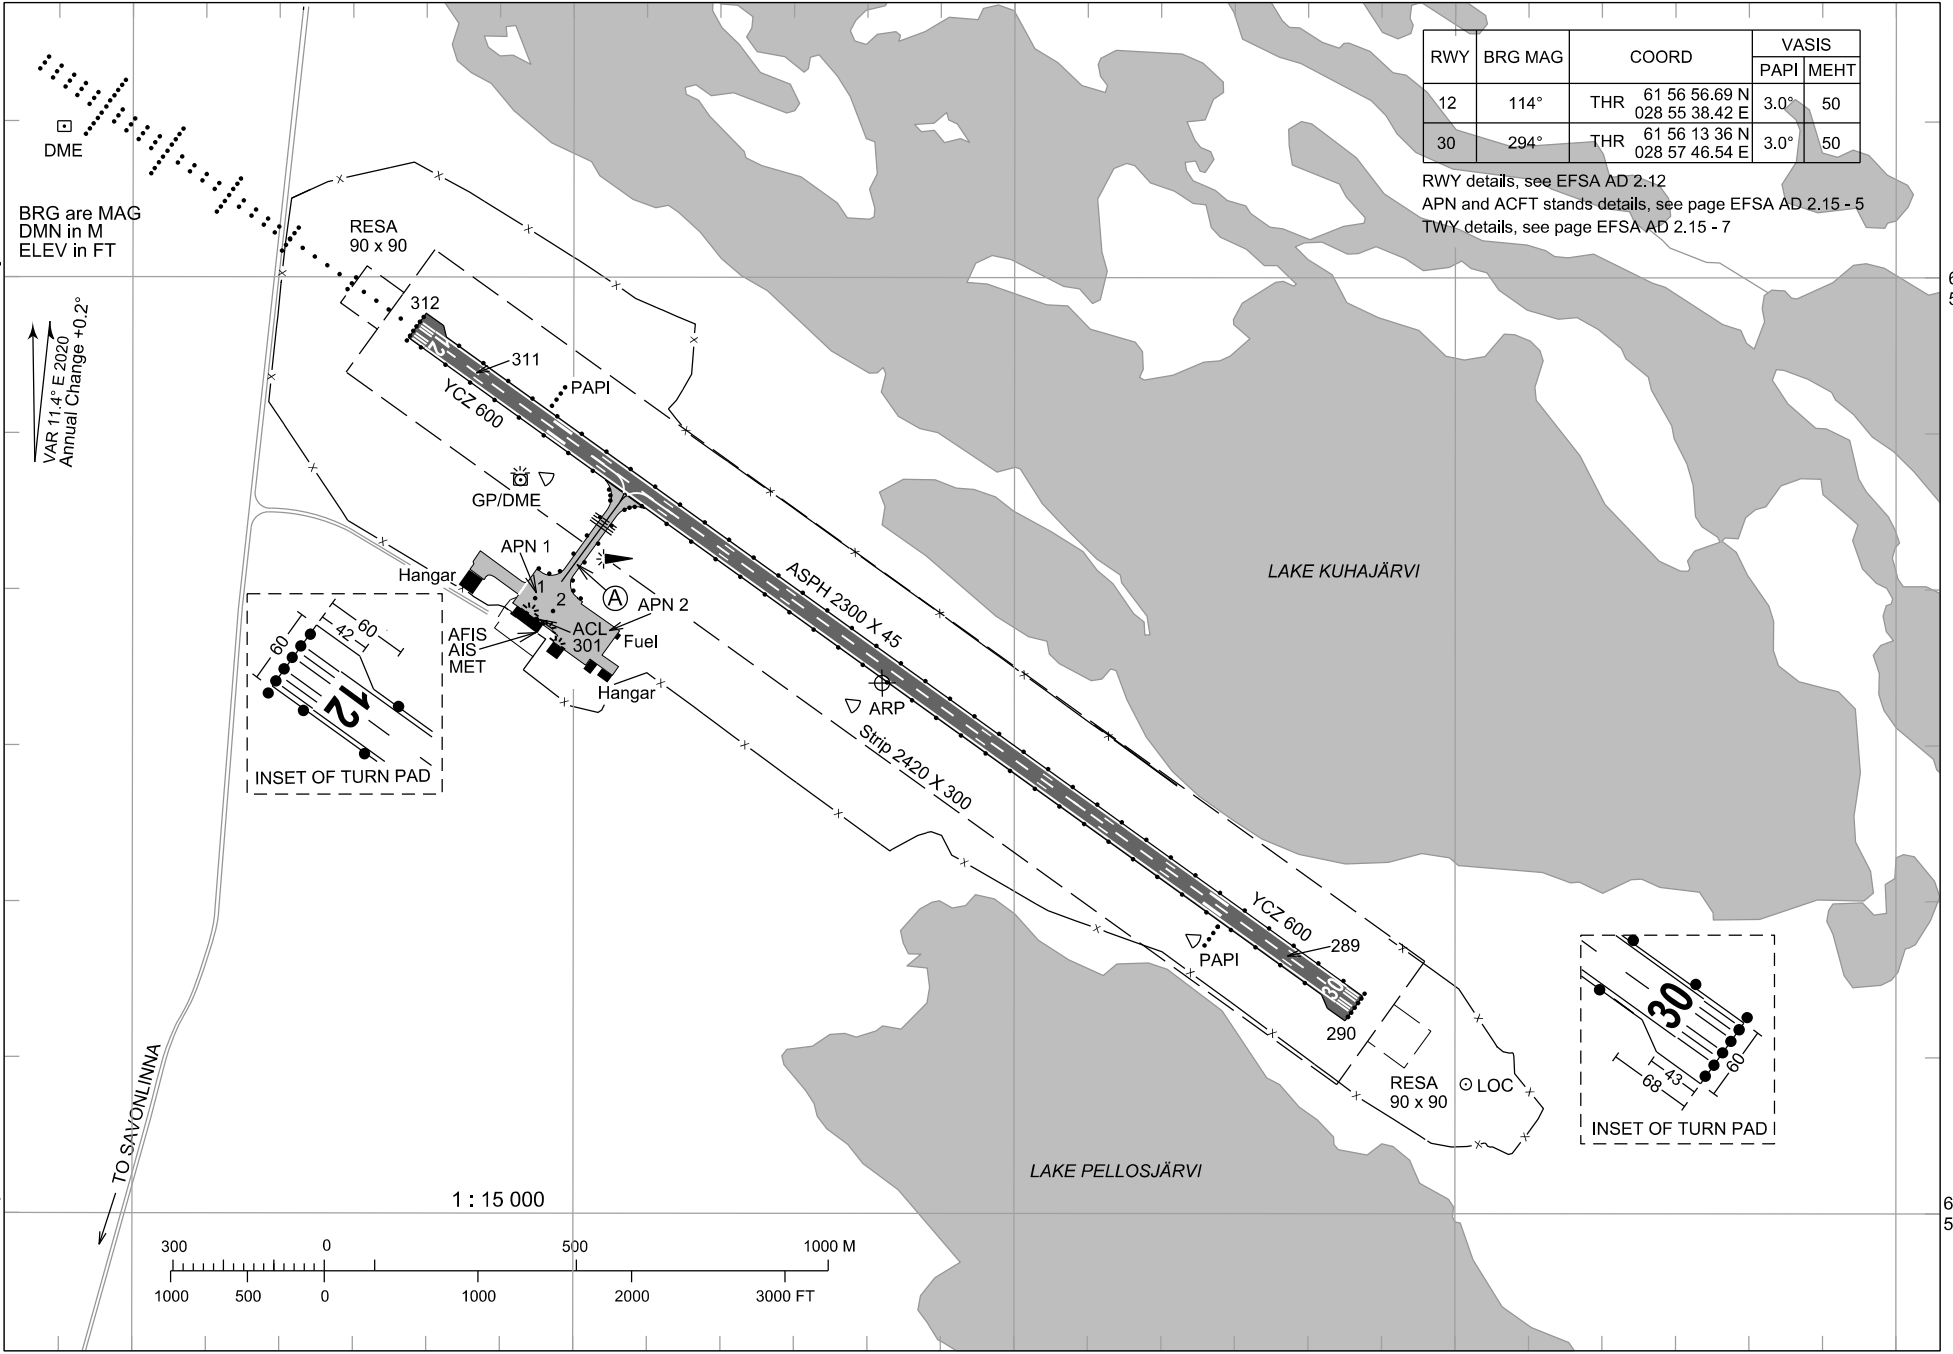 RWY BRG MAG COORD VASIS
PAPI MEHT
12 114° THR 61 56 56.69 N 3.0° 50
028 55 38.42 E
30 294° THR 61 56 13 36 N 3.0° 50
028 57 46.54 E
RWY details, see EFSA AD 2.12
APN and ACFT stands details, see page EFSA AD 2.15 - 5
TWY details, see page EFSA AD 2.15 - 7
DME
BRG are MAG
DMN in M
ELEV in FT
RESA
90 x 90
VAR 11.4° E 2020
Annual Change +0.2°
312
12
311
PAPI
YCZ 600
GP/DME
APN 1
Hangar
1
2
A
APN 2
AFIS
AIS
MET
ACL
301
Fuel
Hangar
ASPH 2300 X 45
ARP
Strip 2420 X 300
LAKE KUHAJÄRVI
60
42
60
12
INSET OF TURN PAD
YCZ 600
289
PAPI
30
290
RESA
90 x 90
LOC
30
60
43
68
INSET OF TURN PAD
TO SAVONLINNA
LAKE PELLOSJÄRVI
1 : 15 000
300 0 500 1000 M
1000 500 0 1000 2000 3000 FT